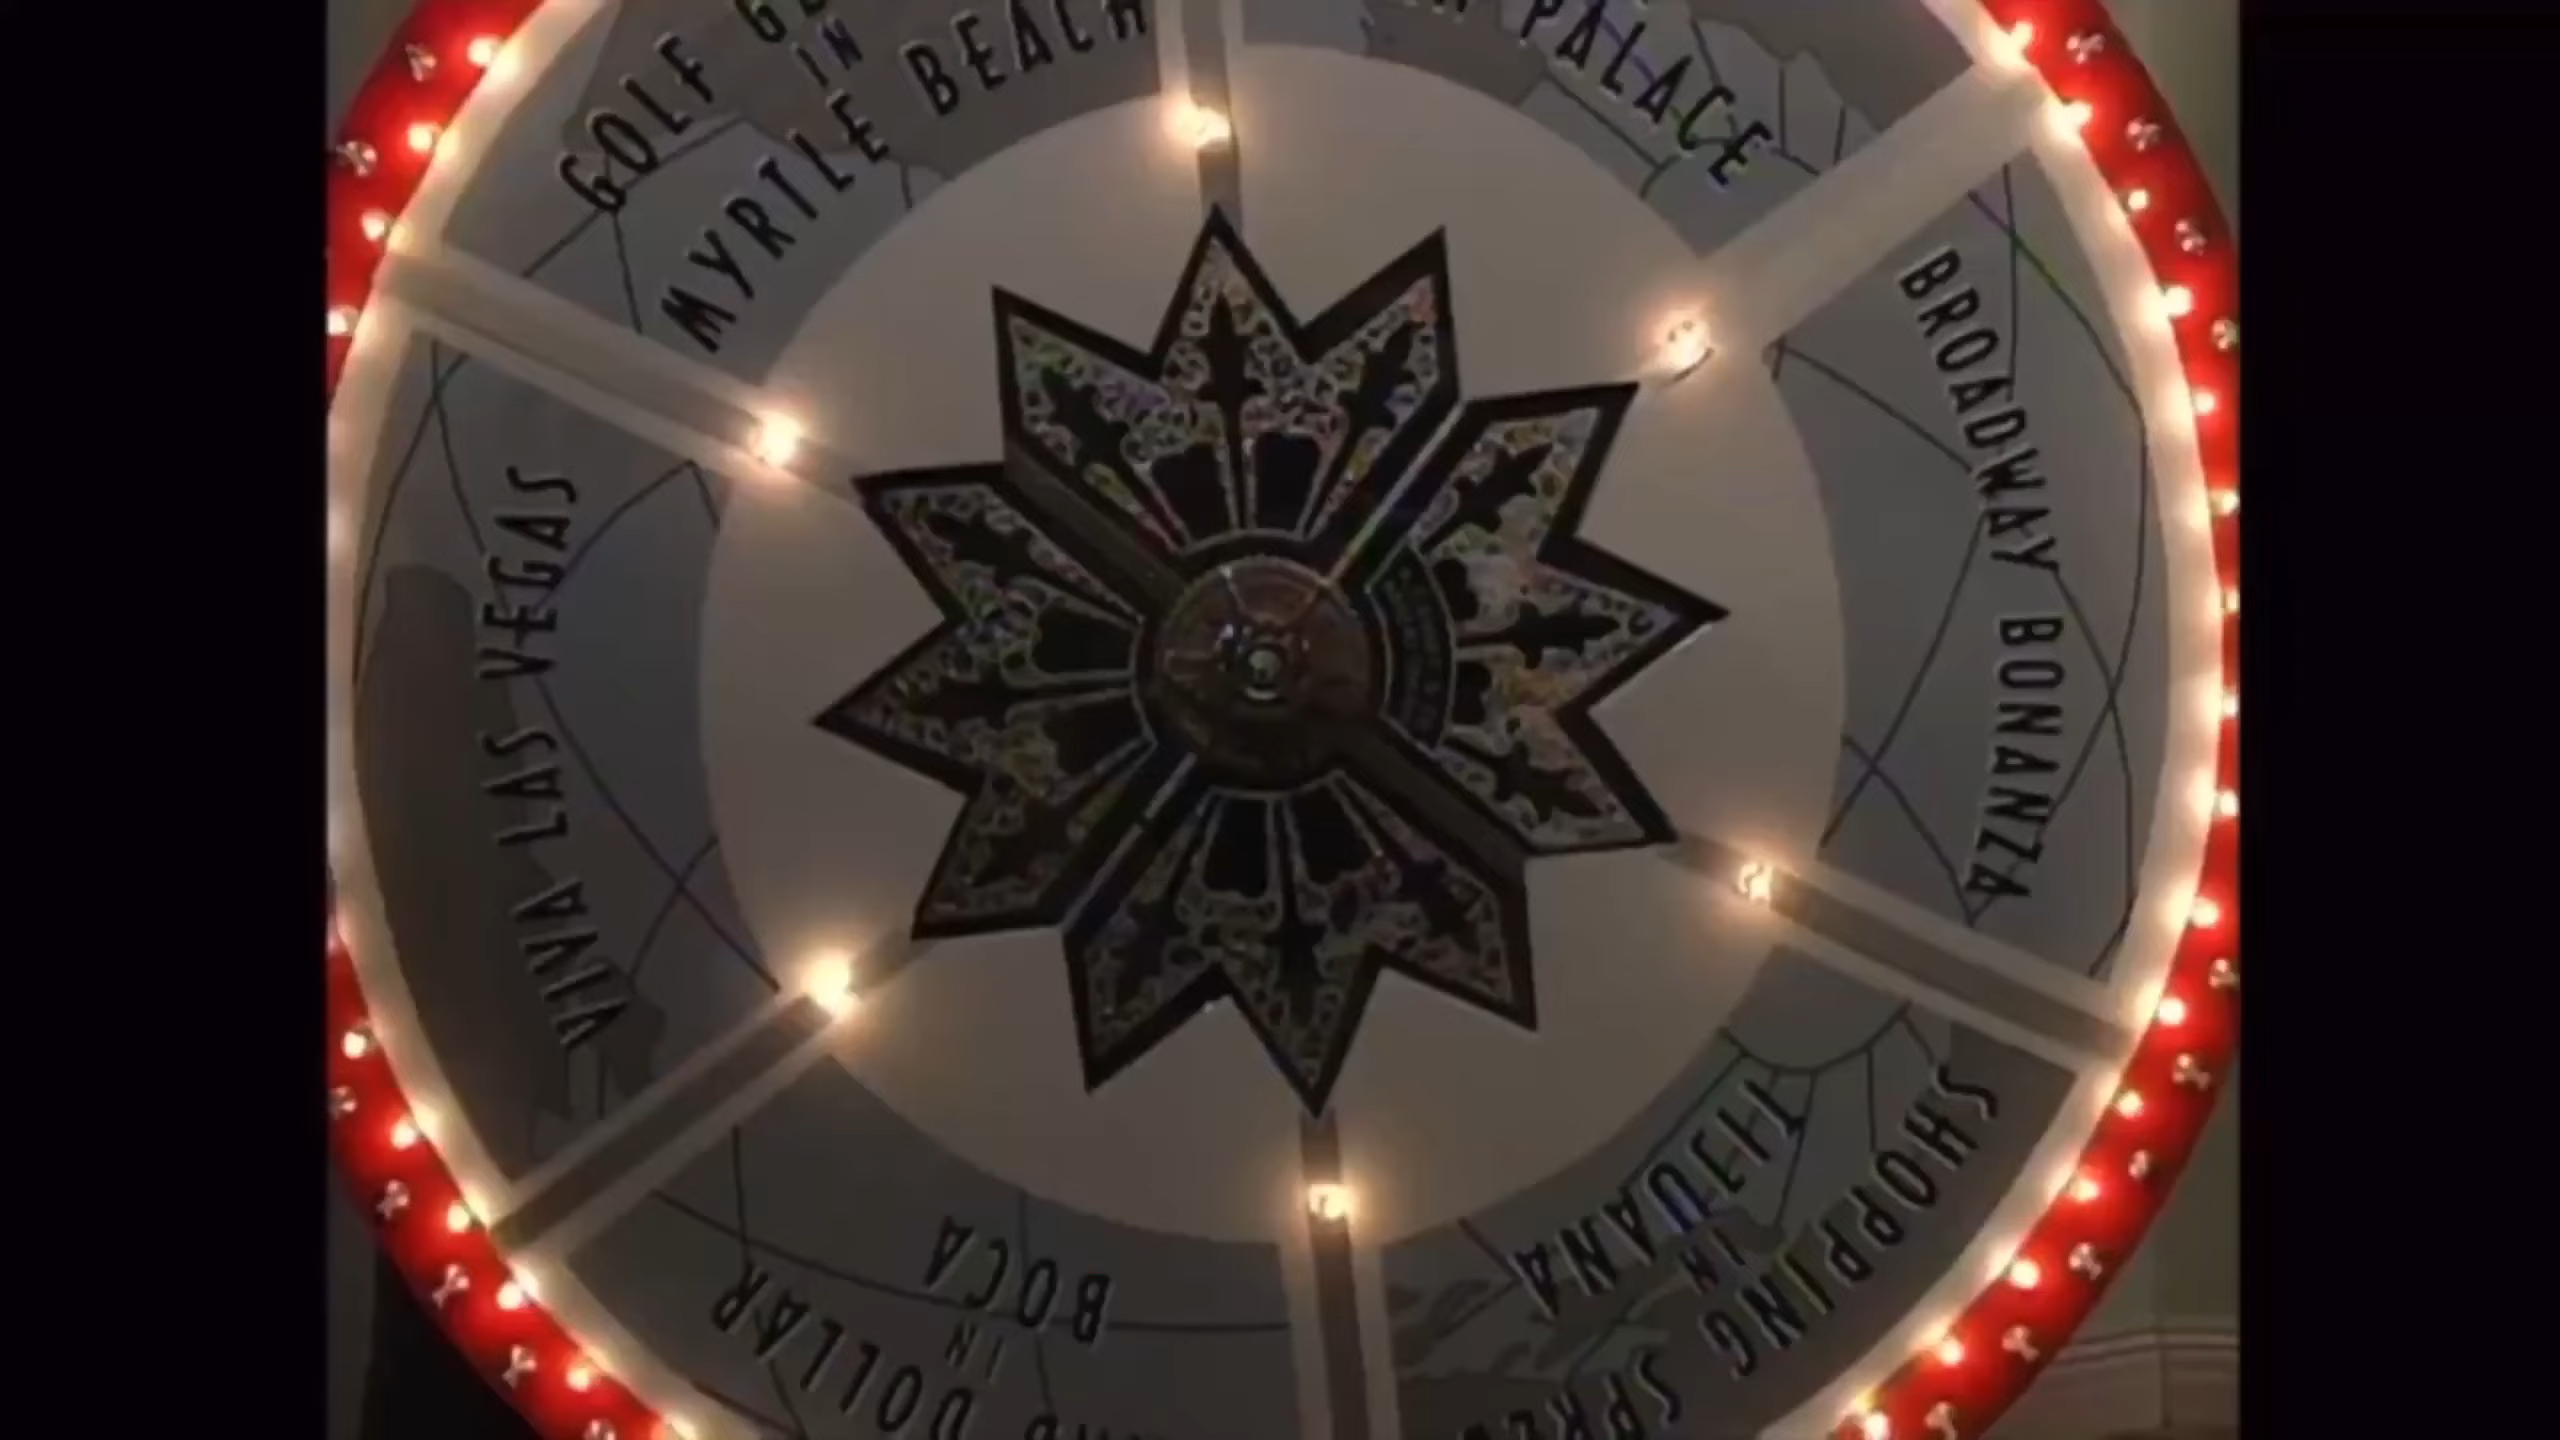 GOLF
IN
MYRTLE BEACH
PALACE
BROADWAY BONANZA
SHOPPING
IN
TIJUANA
DOLLAR
IN
BOCA
VIVA LAS VEGAS